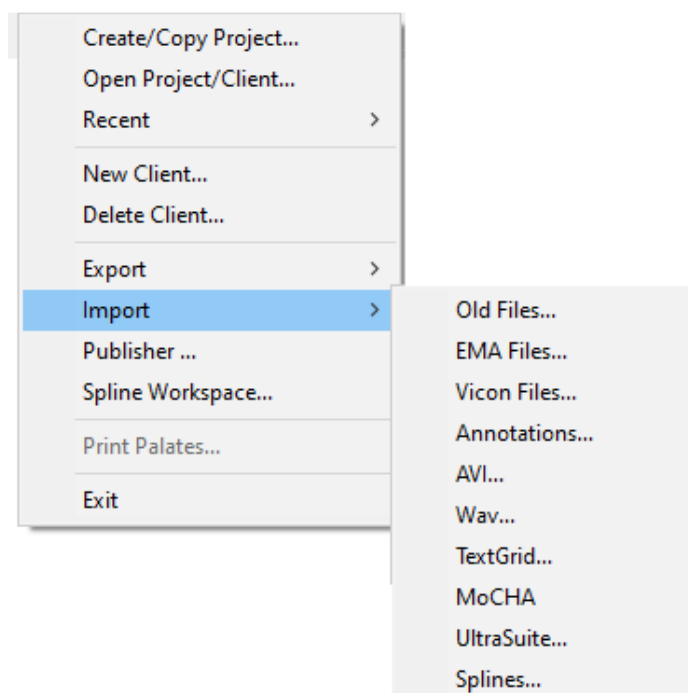 Create/Copy Project...
Open Project/Client...
Recent
New Client...
Delete Client...
Export
Import
Publisher ...
Spline Workspace...
Print Palates...
Exit
Old Files...
EMA Files...
Vicon Files...
Annotations...
AVI...
Wav...
TextGrid...
MoCHA
UltraSuite...
Splines...